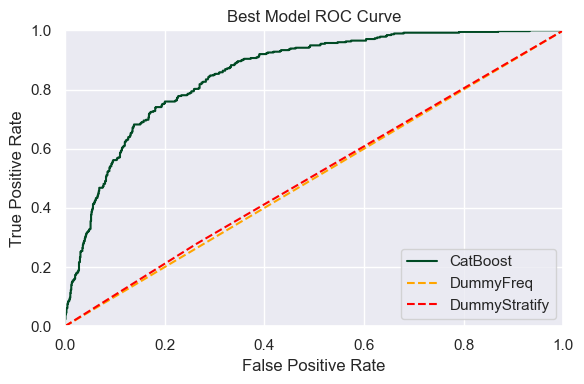 Best Model ROC Curve
True Positive Rate
1.0
0.8
0.6
0.4
0.2
0.0
0.0 0.2 0.4 0.6 0.8 1.0
False Positive Rate
CatBoost
DummyFreq
DummyStratify